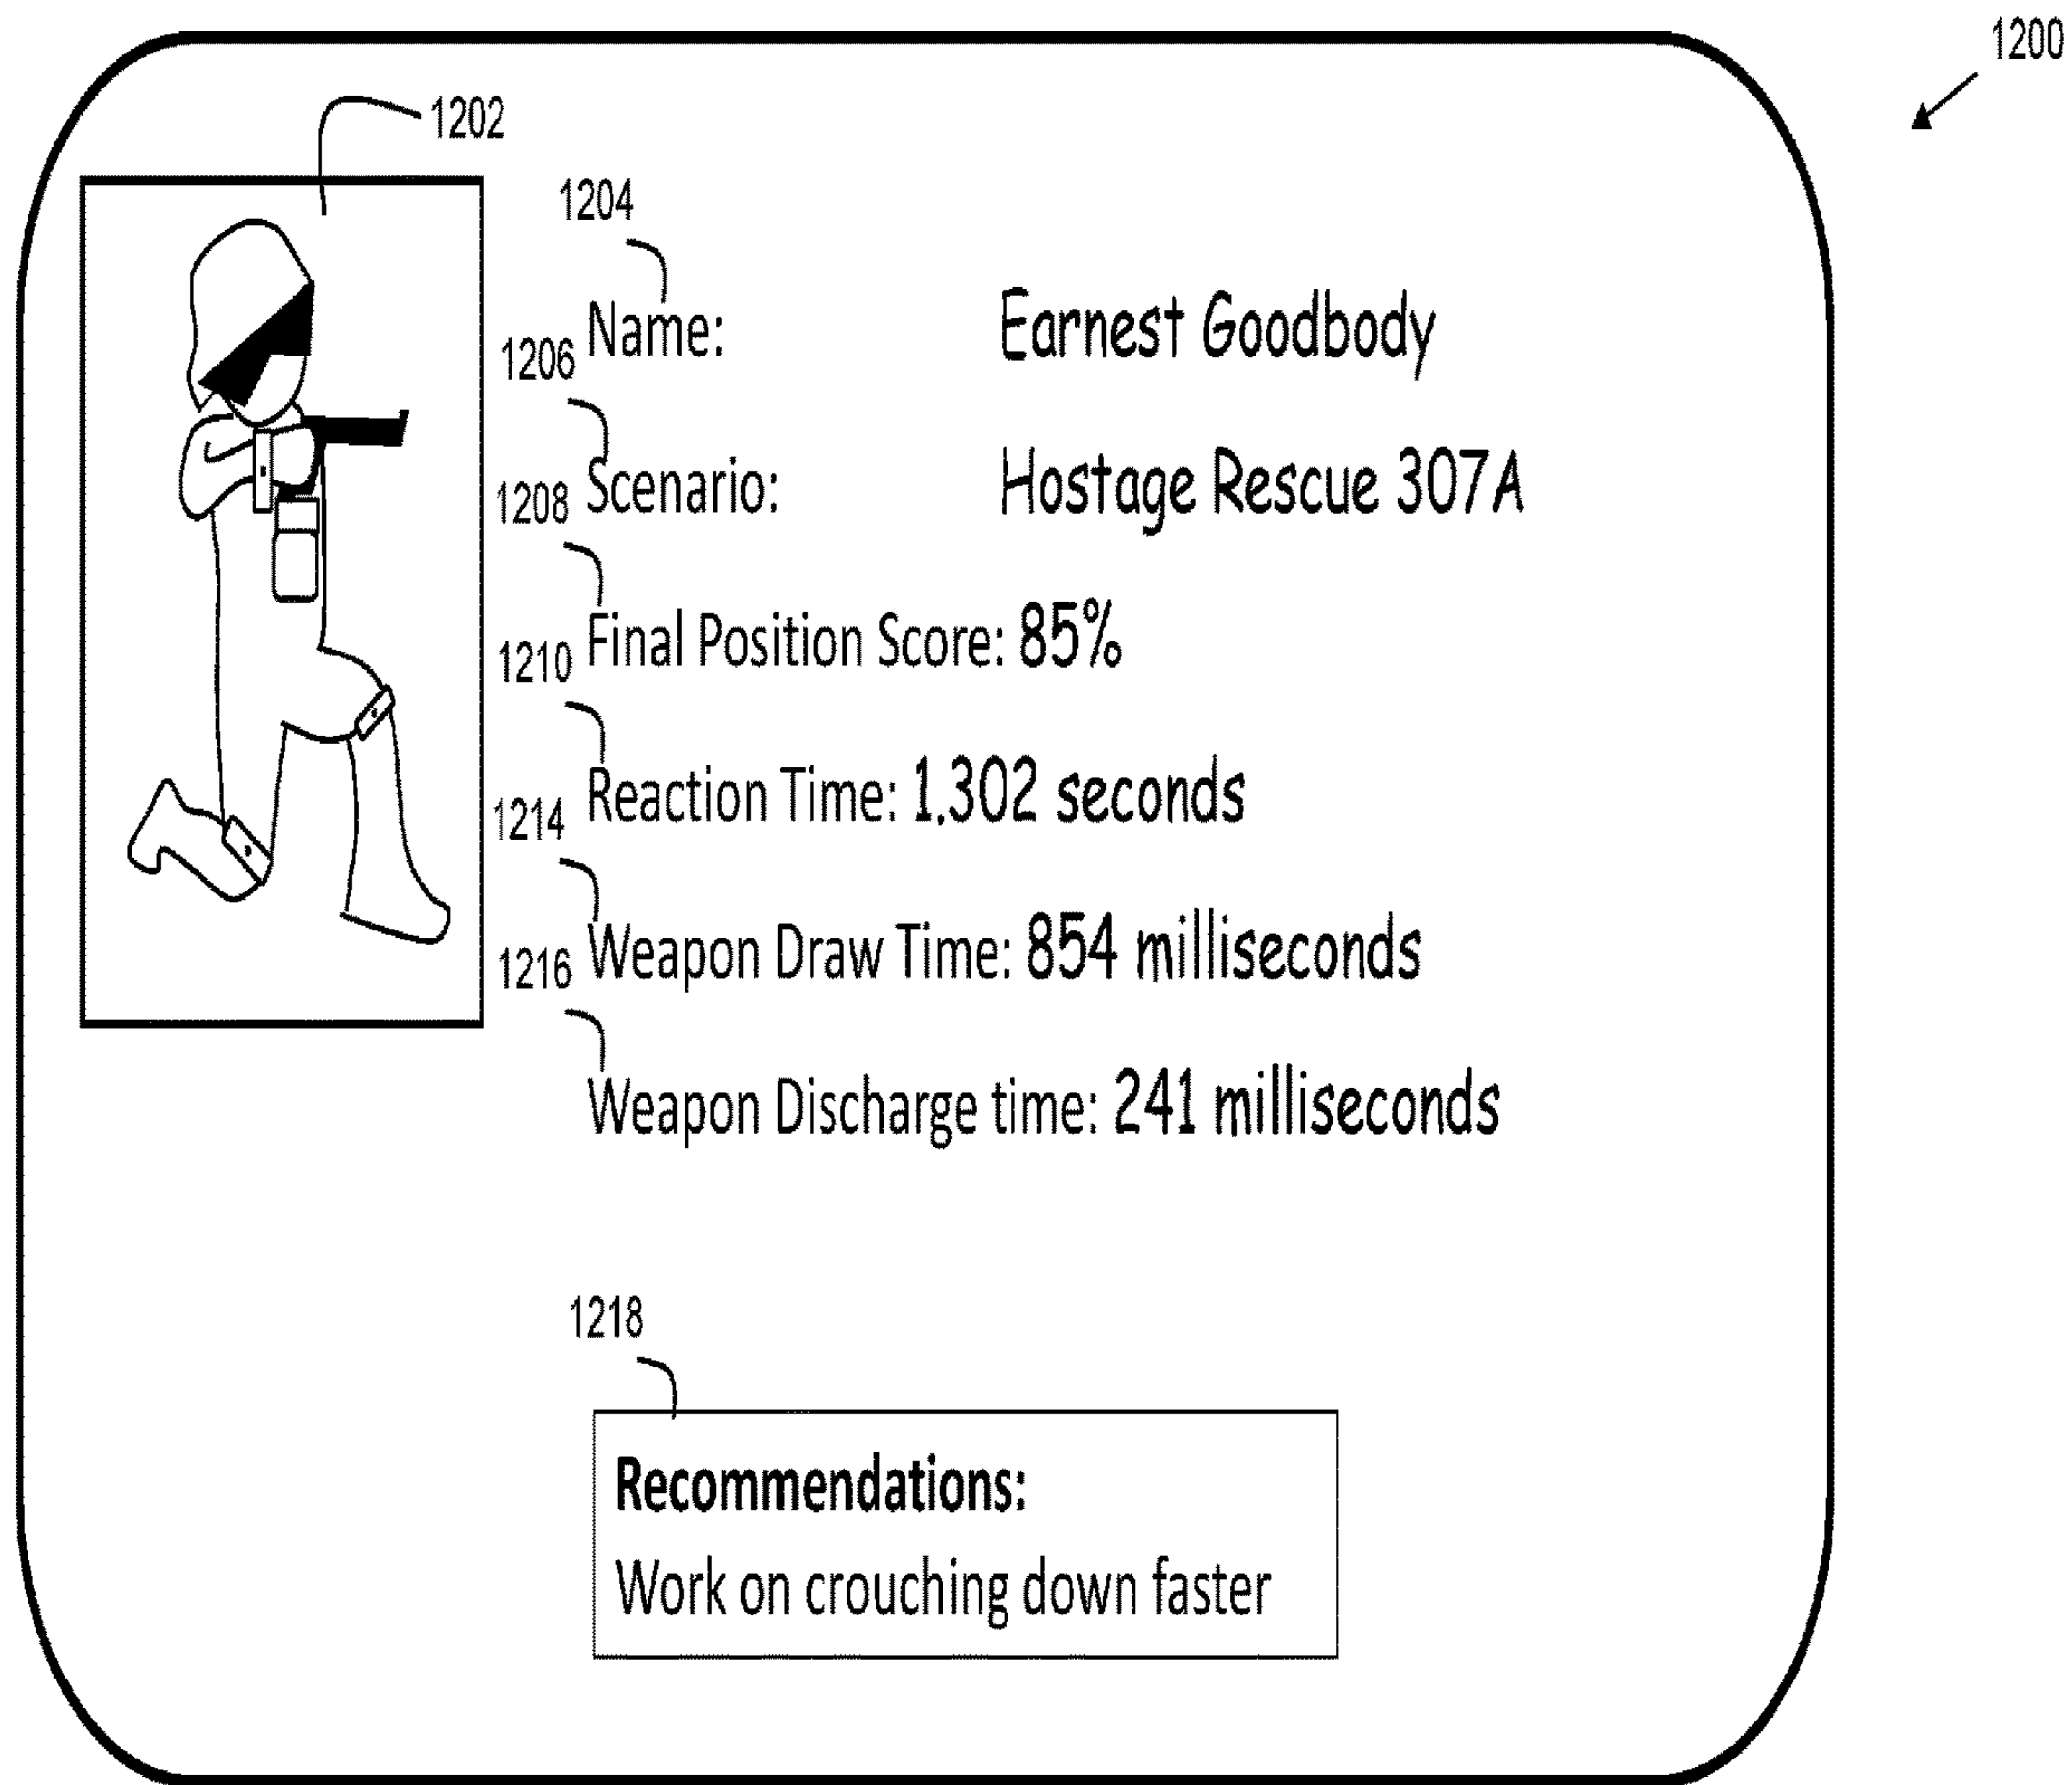 1200
1202
1204
Name: Earnest Goodbody
1206
Scenario: Hostage Rescue 307A
1208
Final Position Score: 85%
1210
Reaction Time: 1.302 seconds
1214
Weapon Draw Time: 854 milliseconds
1216
Weapon Discharge time: 241 milliseconds
1218
Recommendations:
Work on crouching down faster